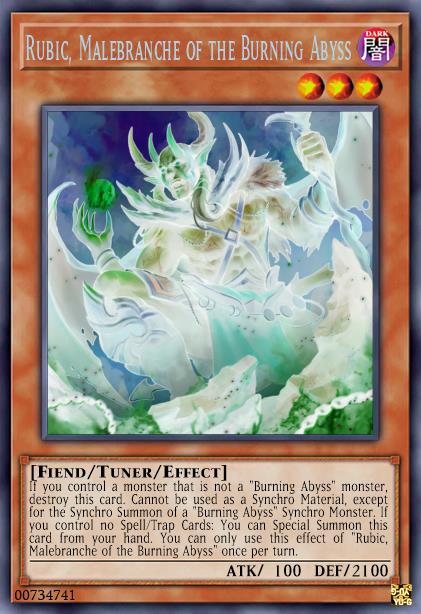 Rubic, Malebranche of the Burning Abyss
DARK
闇
[Fiend/Tuner/Effect]
If you control a monster that is not a "Burning Abyss" monster,
destroy this card. Cannot be used as a Synchro Material, except
for the Synchro Summon of a "Burning Abyss" Synchro Monster. If
you control no Spell/Trap Cards: You can Special Summon this
card from your hand. You can only use this effect of "Rubic,
Malebranche of the Burning Abyss" once per turn.
ATK/ 100 DEF/2100
00734741